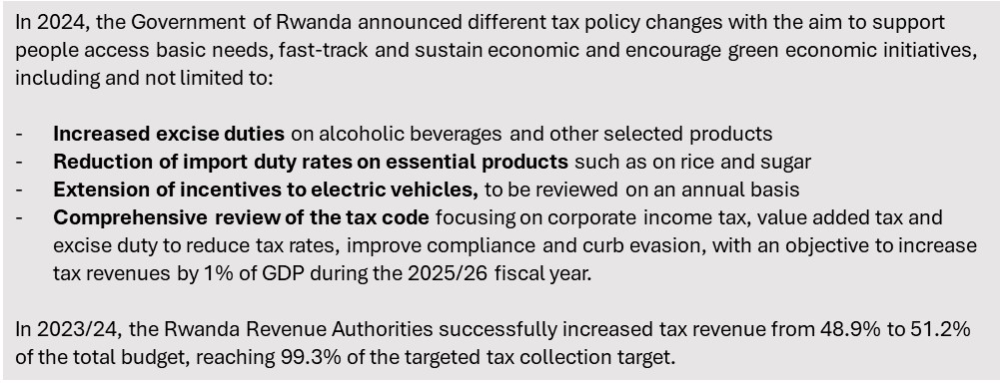 In 2024, the Government of Rwanda announced different tax policy changes with the aim to support
people access basic needs, fast-track and sustain economic and encourage green economic initiatives,
including and not limited to:
- Increased excise duties on alcoholic beverages and other selected products
- Reduction of import duty rates on essential products such as on rice and sugar
- Extension of incentives to electric vehicles, to be reviewed on an annual basis
- Comprehensive review of the tax code focusing on corporate income tax, value added tax and
excise duty to reduce tax rates, improve compliance and curb evasion, with an objective to increase
tax revenues by 1% of GDP during the 2025/26 fiscal year.
In 2023/24, the Rwanda Revenue Authorities successfully increased tax revenue from 48.9% to 51.2%
of the total budget, reaching 99.3% of the targeted tax collection target.